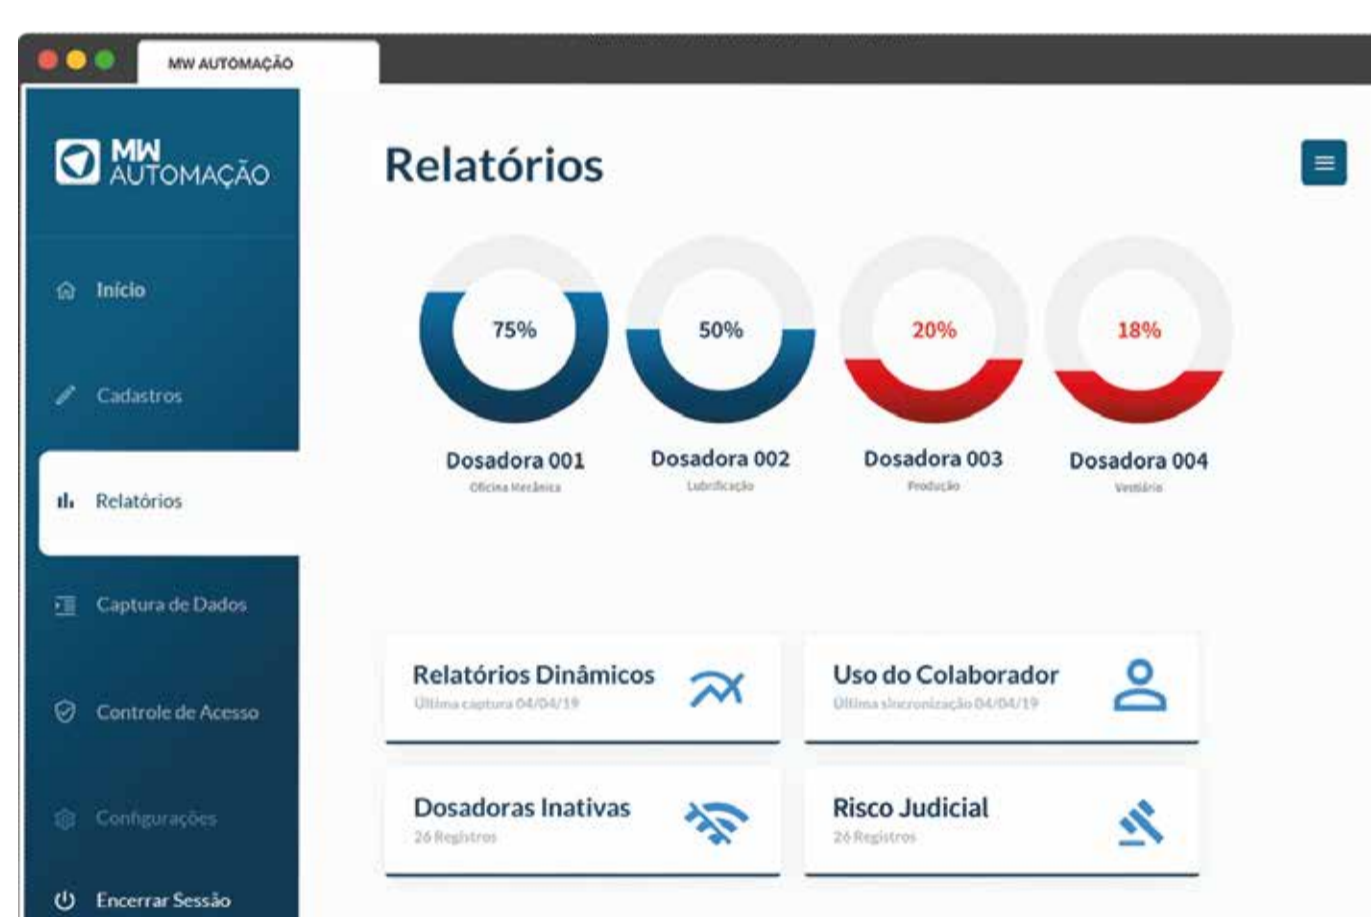 MW AUTOMAÇÃO
MW
AUTOMAÇÃO
Início
Cadastros
Relatórios
Captura de Dados
Controle de Acesso
Configurações
Encerrar Sessão
Relatórios
75%
50%
20%
18%
Dosadora 001
Oficina Mecânica
Dosadora 002
Lubrificação
Dosadora 003
Produção
Dosadora 004
Vestiário
Relatórios Dinâmicos
Última captura 04/04/19
Uso do Colaborador
Última sincronização 04/04/19
Dosadoras Inativas
26 Registros
Risco Judicial
26 Registros